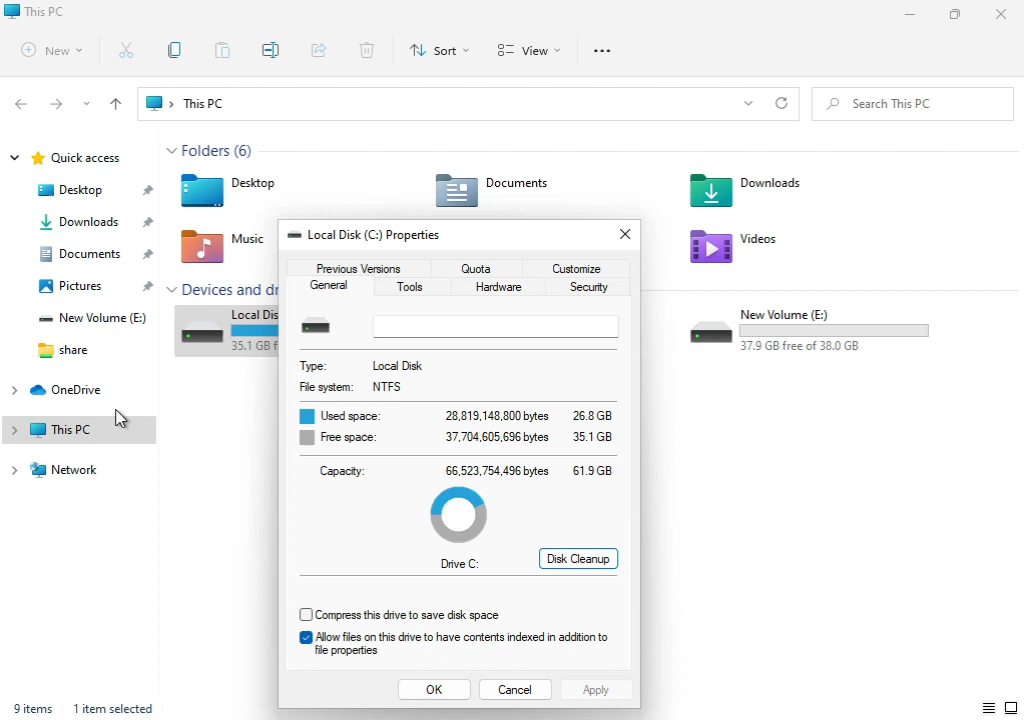 This PC
New
Sort
View
This PC
Search This PC
Quick access
Desktop
Downloads
Documents
Pictures
New Volume (E:)
share
OneDrive
This PC
Network
Folders (6)
Desktop
Documents
Downloads
Music
Videos
Devices and dr
Local Dis
35.1 GB f
New Volume (E:)
37.9 GB free of 38.0 GB
Local Disk (C:) Properties
Previous Versions Quota Customize
General Tools Hardware Security
Type: Local Disk
File system: NTFS
Used space: 28,819,148,800 bytes 26.8 GB
Free space: 37,704,605,696 bytes 35.1 GB
Capacity: 66,523,754,496 bytes 61.9 GB
Drive C:
Disk Cleanup
Compress this drive to save disk space
Allow files on this drive to have contents indexed in addition to
file properties
OK Cancel Apply
9 items 1 item selected